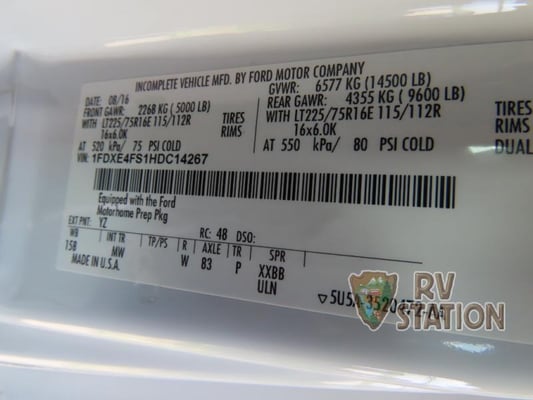 INCOMPLETE VEHICLE MFD. BY FORD MOTOR COMPANY
DATE: 08/16 GVWR: 6577 KG (14500 LB)
FRONT GAWR: 2268 KG (5000 LB) REAR GAWR: 4355 KG (9600 LB)
WITH LT225/75R16E 115/112R TIRES WITH LT225/75R16E 115/112R TIRES
16x6.0K RIMS 16x6.0K RIMS
AT 520 kPa/ 75 PSI COLD AT 550 kPa/ 80 PSI COLD DUAL
VIN: 1FDXE4FS1HDC14267
Equipped with the Ford
Motorhome Prep Pkg
EXT PNT: YZ RC: 48 DSO:
WB INT TR TP/PS R AXLE TR SPR
158 MW W 83 P XXBB
MADE IN U.S.A. ULN
RV
STATION